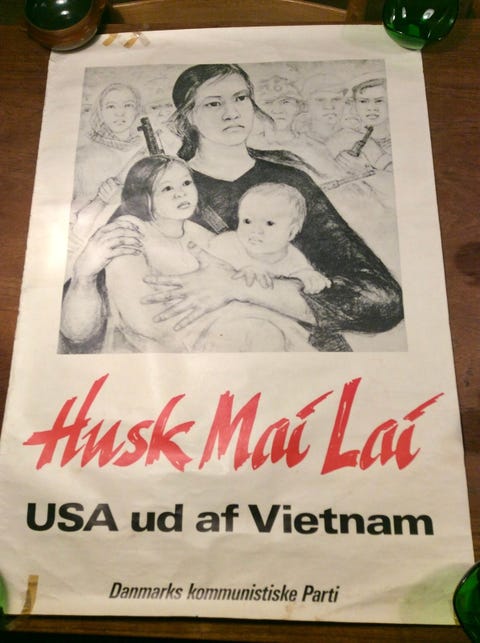 Husk Mai Lai
USA ud af Vietnam
Danmarks kommunistiske Parti